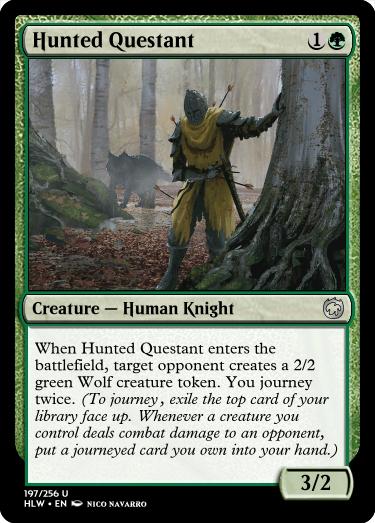 Hunted Questant 1
Creature — Human Knight
When Hunted Questant enters the
battlefield, target opponent creates a 2/2
green Wolf creature token. You journey
twice. (To journey, exile the top card of your
library face up. Whenever a creature you
control deals combat damage to an opponent,
put a journeyed card you own into your hand.)
3/2
197/256 U
HLW • EN NICO NAVARRO